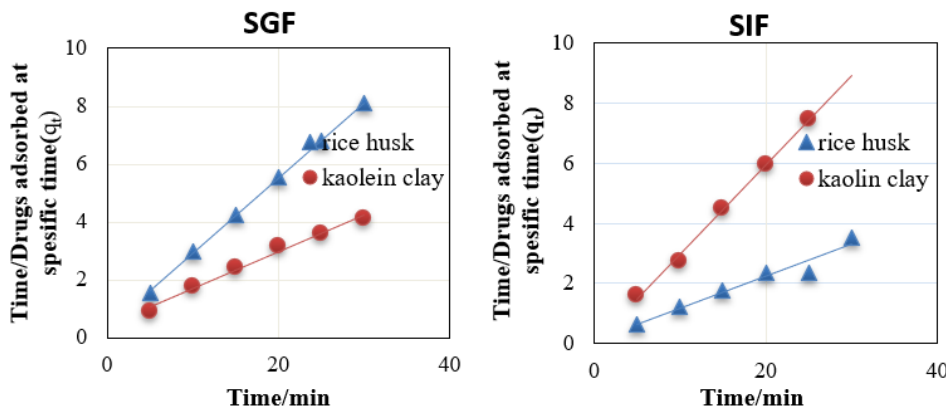 SGF
Time/Drugs adsorbed at
spesific time(qt)
10
8
6
4
2
0
0
20
40
Time/min
rice husk
kaolein clay
SIF
Time/Drugs adsorbed at
specific time(qt)
10
8
6
4
2
0
0
20
40
Time/min
rice husk
kaolin clay